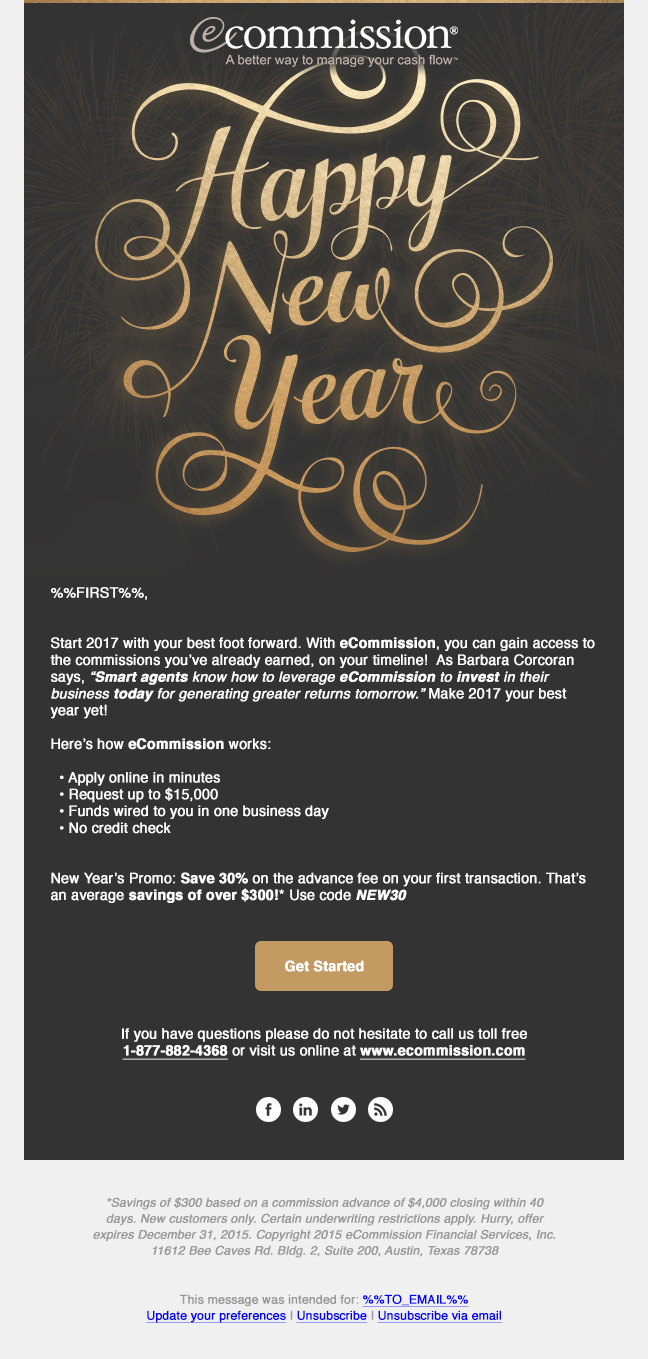 ecommission®
A better way to manage your cash flow™
Happy
New
Year
%%FIRST%%,
Start 2017 with your best foot forward. With eCommission, you can gain access to
the commissions you’ve already earned, on your timeline!  As Barbara Corcoran
says, “Smart agents know how to leverage eCommission to invest in their
business today for generating greater returns tomorrow.” Make 2017 your best
year yet!
Here’s how eCommission works:
• Apply online in minutes
• Request up to $15,000
• Funds wired to you in one business day
• No credit check
New Year’s Promo: Save 30% on the advance fee on your first transaction. That’s
an average savings of over $300!* Use code NEW30
Get Started
If you have questions please do not hesitate to call us toll free
1-877-882-4368 or visit us online at www.ecommission.com
*Savings of $300 based on a commission advance of $4,000 closing within 40
days. New customers only. Certain underwriting restrictions apply. Hurry, offer
expires December 31, 2015. Copyright 2015 eCommission Financial Services, Inc.
11612 Bee Caves Rd. Bldg. 2, Suite 200, Austin, Texas 78738
This message was intended for: %%TO_EMAIL%%
Update your preferences | Unsubscribe | Unsubscribe via email